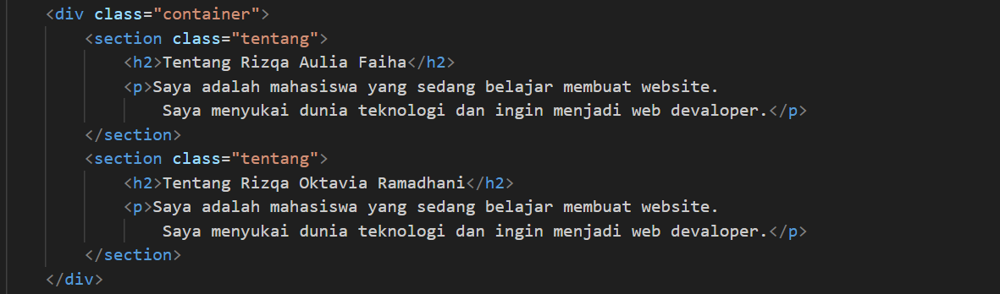 <div class="container">
<section class="tentang">
<h2>Tentang Rizqa Aulia Faiha</h2>
<p>Saya adalah mahasiswa yang sedang belajar membuat website.
Saya menyukai dunia teknologi dan ingin menjadi web devaloper.</p>
</section>
<section class="tentang">
<h2>Tentang Rizqa Oktavia Ramadhani</h2>
<p>Saya adalah mahasiswa yang sedang belajar membuat website.
Saya menyukai dunia teknologi dan ingin menjadi web devaloper.</p>
</section>
</div>